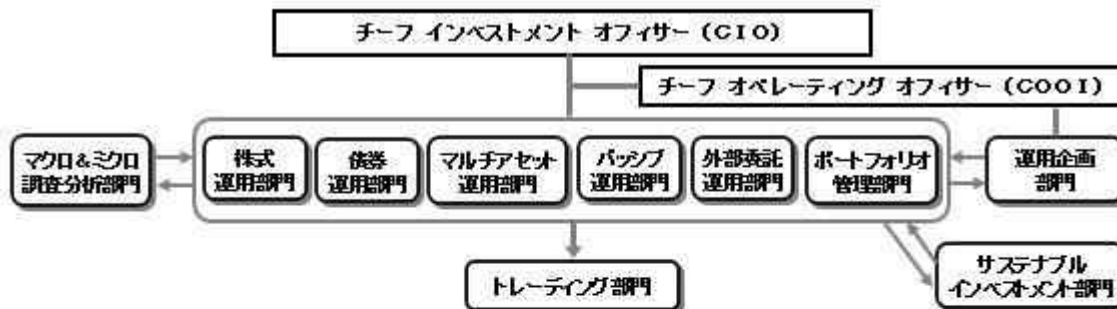 チーフ インベストメント オフィサー (CIO)
チーフ オペレーティング オフィサー (COOI)
マクロ&ミクロ
調査分析部門
株式
運用部門
債券
運用部門
マルチアセット
運用部門
パッシブ
運用部門
外部委託
運用部門
ポートフォリオ
管理部門
運用企画
部門
トレーディング部門
サステナブル
インベストメント部門